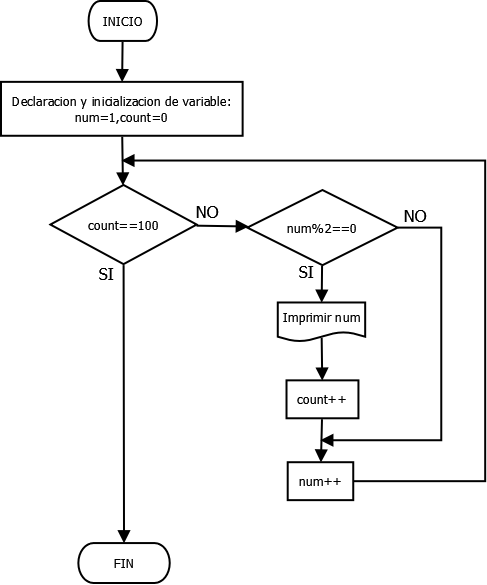 INICIO
Declaracion y inicializacion de variable:
num=1,count=0
count==100
NO
num%2==0
NO
SI
SI
Imprimir num
count++
num++
FIN